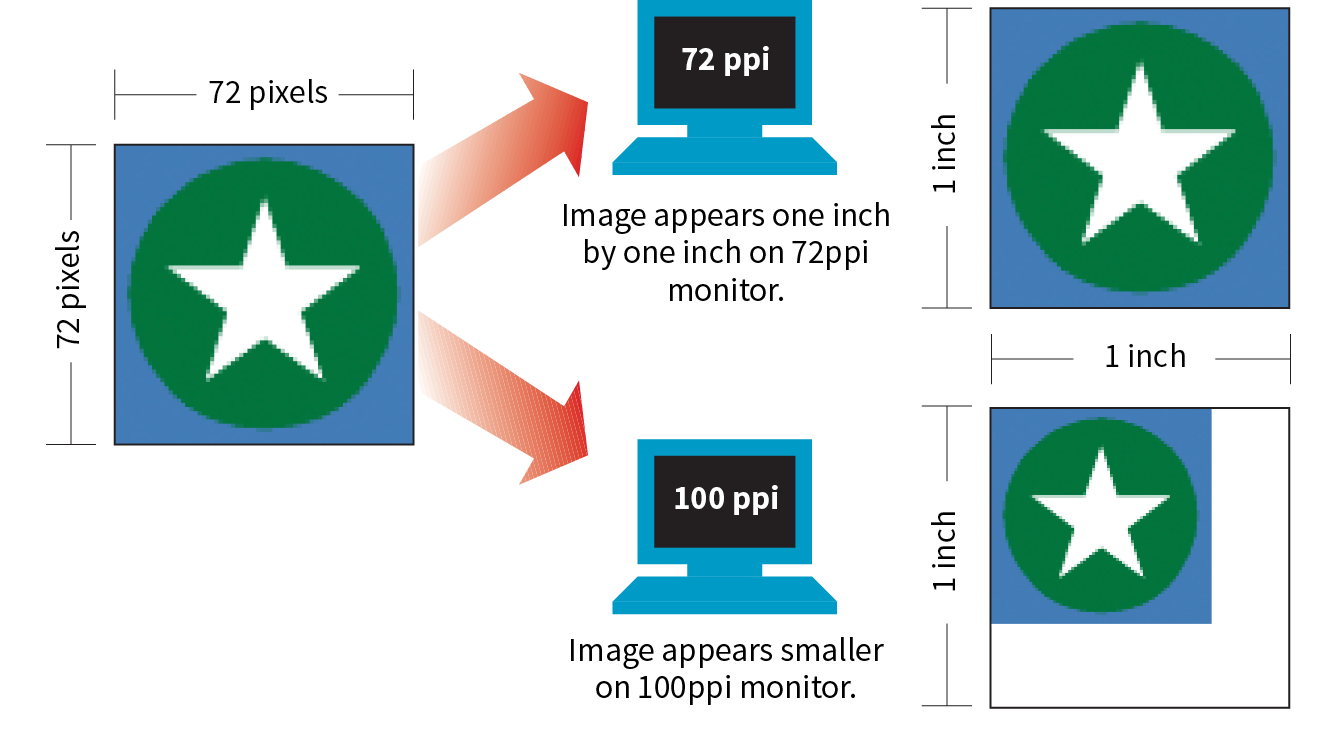 72 pixels
72 pixels
72 ppi
Image appears one inch
by one inch on 72ppi
monitor.
1 inch
1 inch
100 ppi
Image appears smaller
on 100ppi monitor.
1 inch